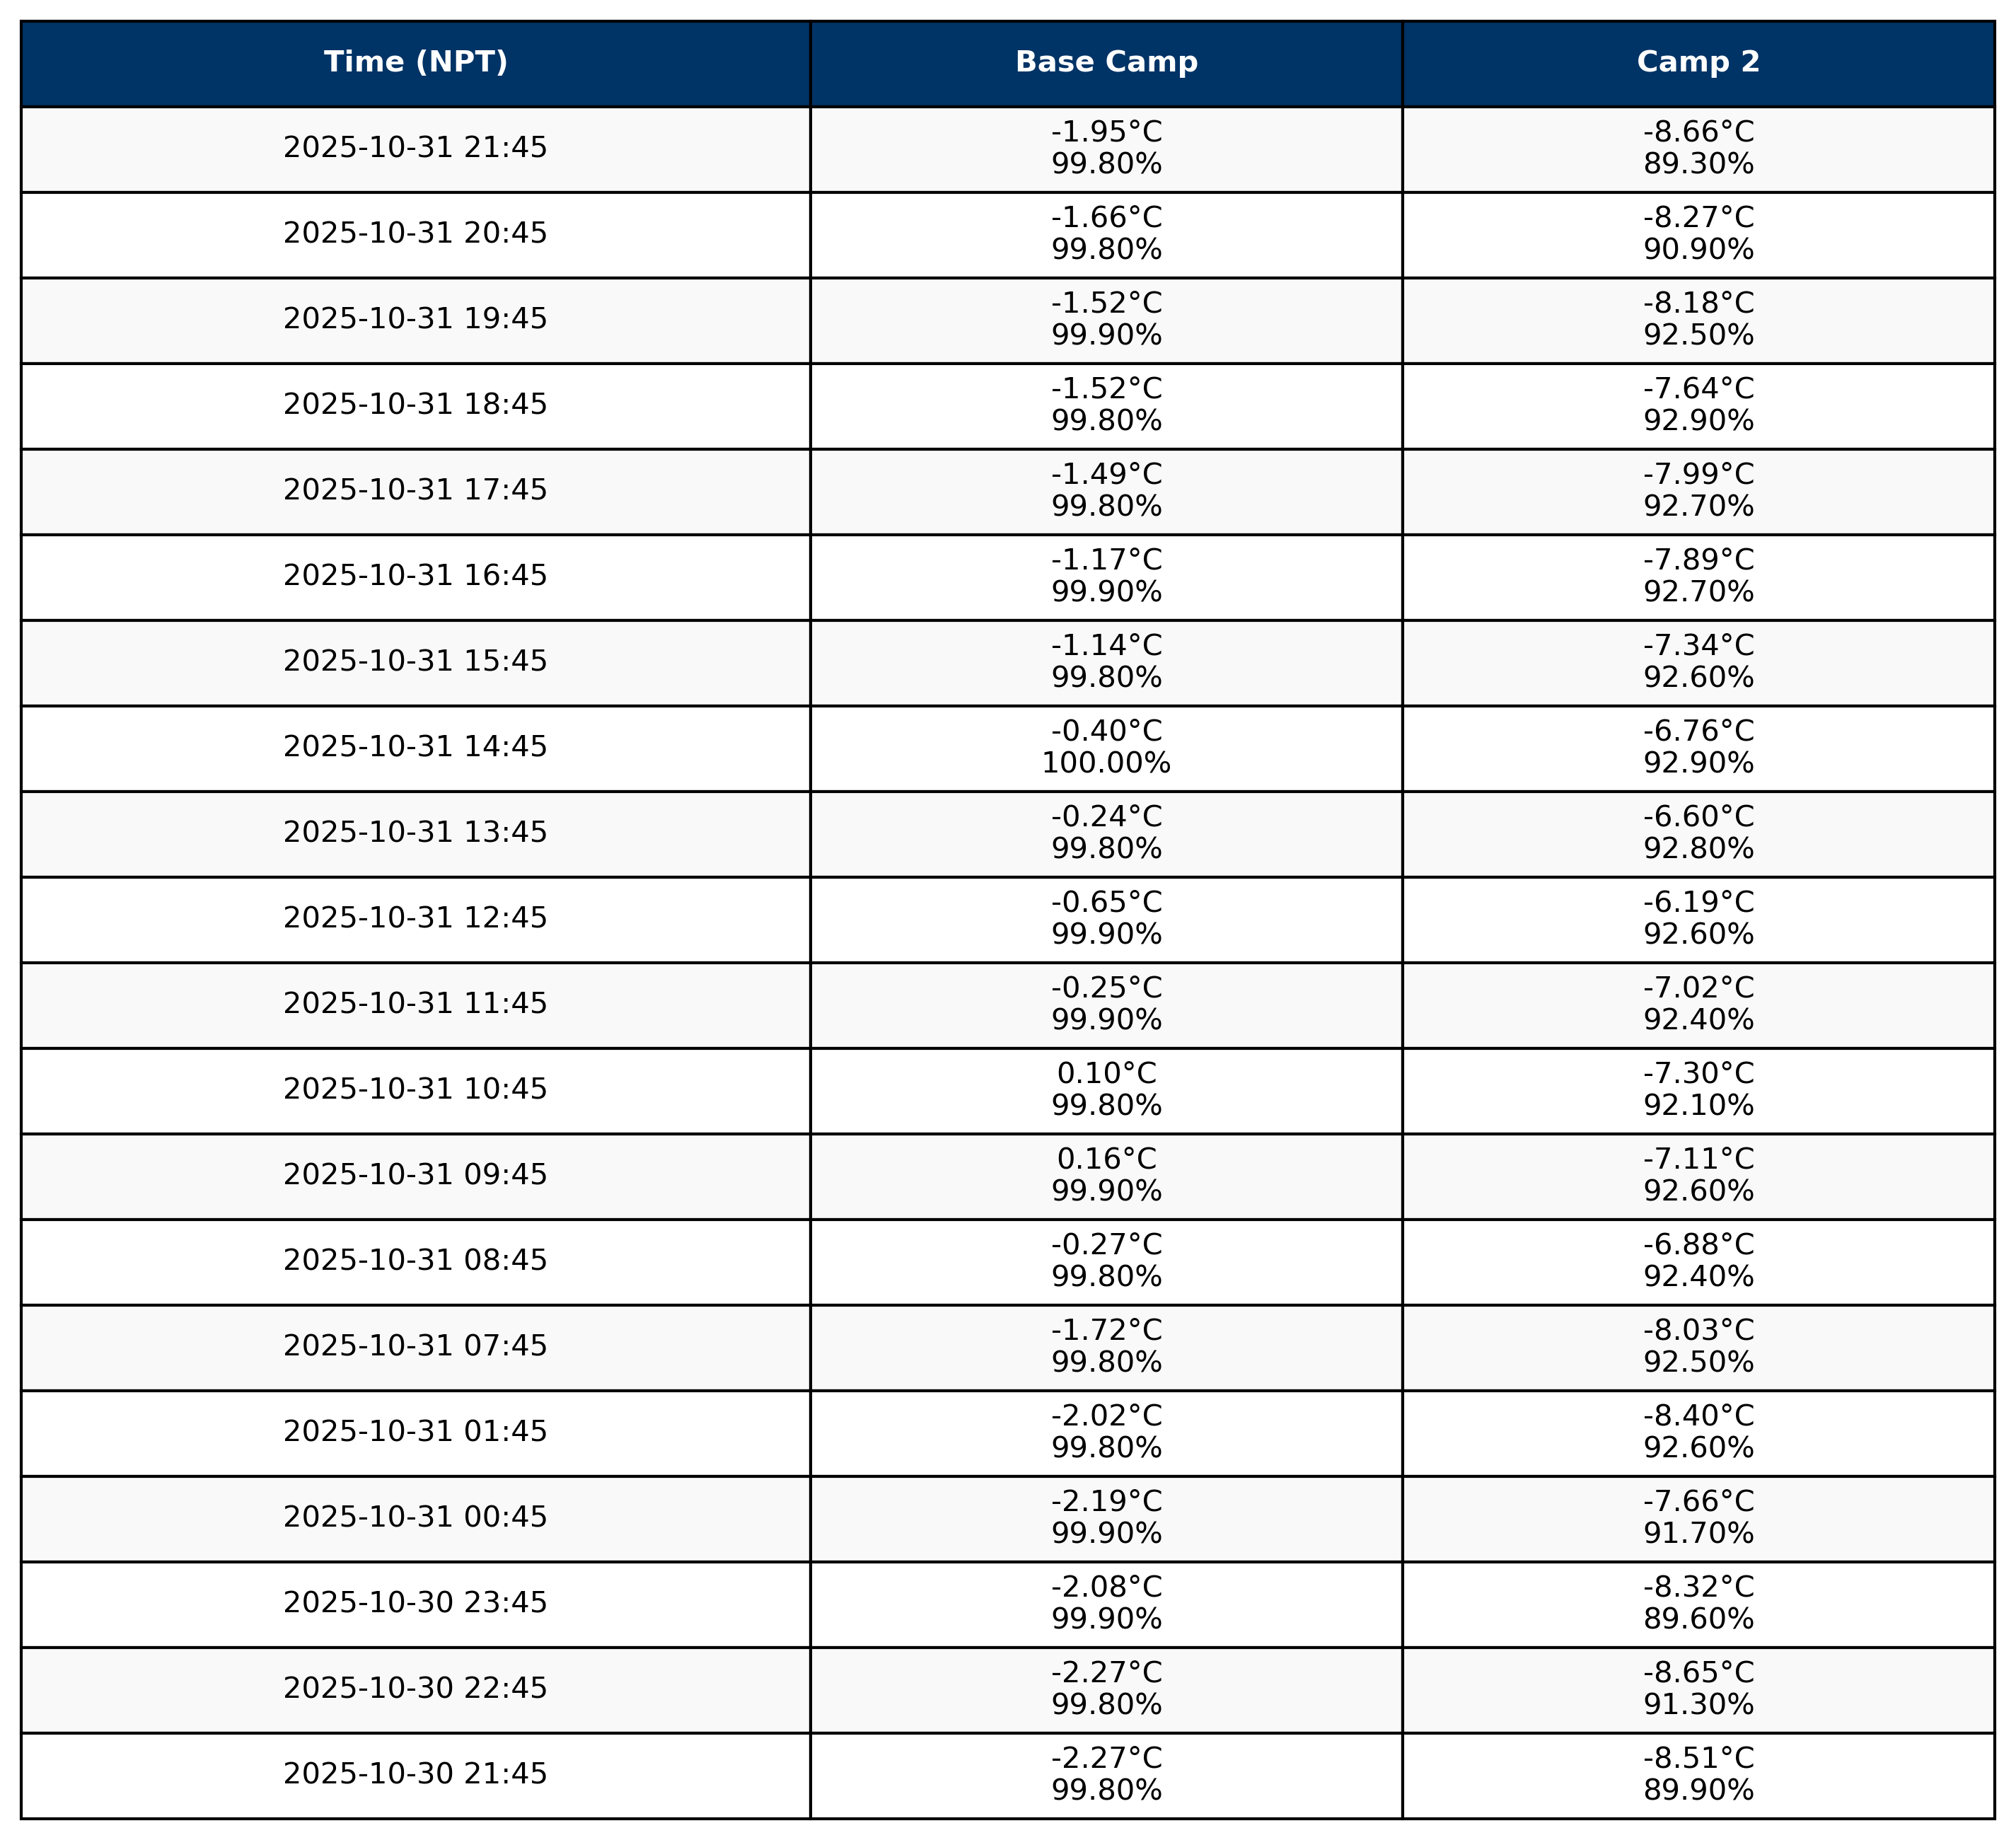 Time (NPT) Base Camp Camp 2
2025-10-31 21:45 -1.95°C -8.66°C
99.80% 89.30%
2025-10-31 20:45 -1.66°C -8.27°C
99.80% 90.90%
2025-10-31 19:45 -1.52°C -8.18°C
99.90% 92.50%
2025-10-31 18:45 -1.52°C -7.64°C
99.80% 92.90%
2025-10-31 17:45 -1.49°C -7.99°C
99.80% 92.70%
2025-10-31 16:45 -1.17°C -7.89°C
99.90% 92.70%
2025-10-31 15:45 -1.14°C -7.34°C
99.80% 92.60%
2025-10-31 14:45 -0.40°C -6.76°C
100.00% 92.90%
2025-10-31 13:45 -0.24°C -6.60°C
99.80% 92.80%
2025-10-31 12:45 -0.65°C -6.19°C
99.90% 92.60%
2025-10-31 11:45 -0.25°C -7.02°C
99.90% 92.40%
2025-10-31 10:45 0.10°C -7.30°C
99.80% 92.10%
2025-10-31 09:45 0.16°C -7.11°C
99.90% 92.60%
2025-10-31 08:45 -0.27°C -6.88°C
99.80% 92.40%
2025-10-31 07:45 -1.72°C -8.03°C
99.80% 92.50%
2025-10-31 01:45 -2.02°C -8.40°C
99.80% 92.60%
2025-10-31 00:45 -2.19°C -7.66°C
99.90% 91.70%
2025-10-30 23:45 -2.08°C -8.32°C
99.90% 89.60%
2025-10-30 22:45 -2.27°C -8.65°C
99.80% 91.30%
2025-10-30 21:45 -2.27°C -8.51°C
99.80% 89.90%